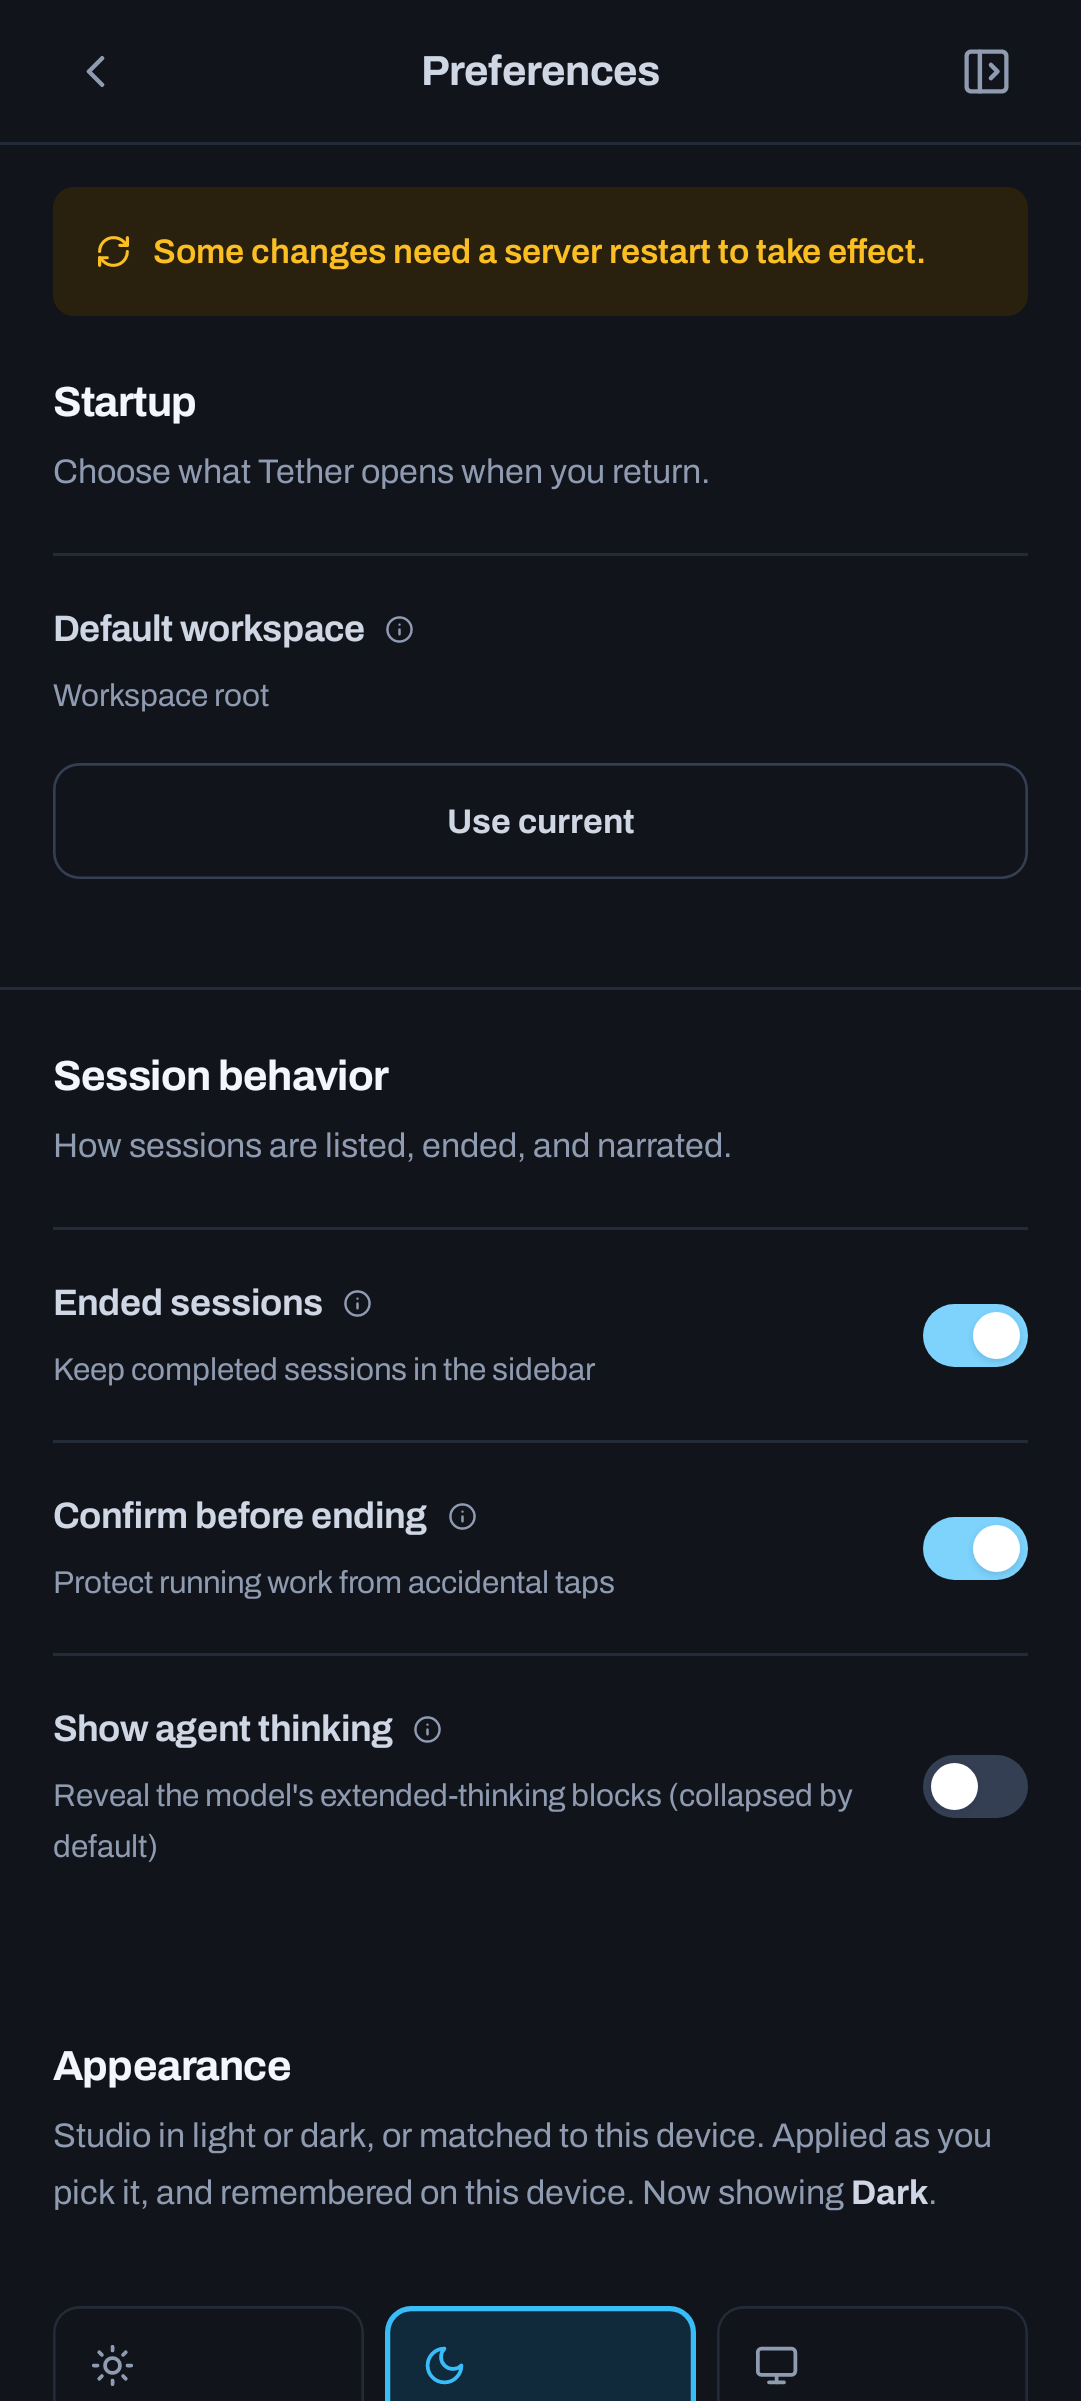 Preferences
Some changes need a server restart to take effect.
Startup
Choose what Tether opens when you return.
Default workspace
Workspace root
Use current
Session behavior
How sessions are listed, ended, and narrated.
Ended sessions
Keep completed sessions in the sidebar
Confirm before ending
Protect running work from accidental taps
Show agent thinking
Reveal the model's extended-thinking blocks (collapsed by
default)
Appearance
Studio in light or dark, or matched to this device. Applied as you
pick it, and remembered on this device. Now showing Dark.